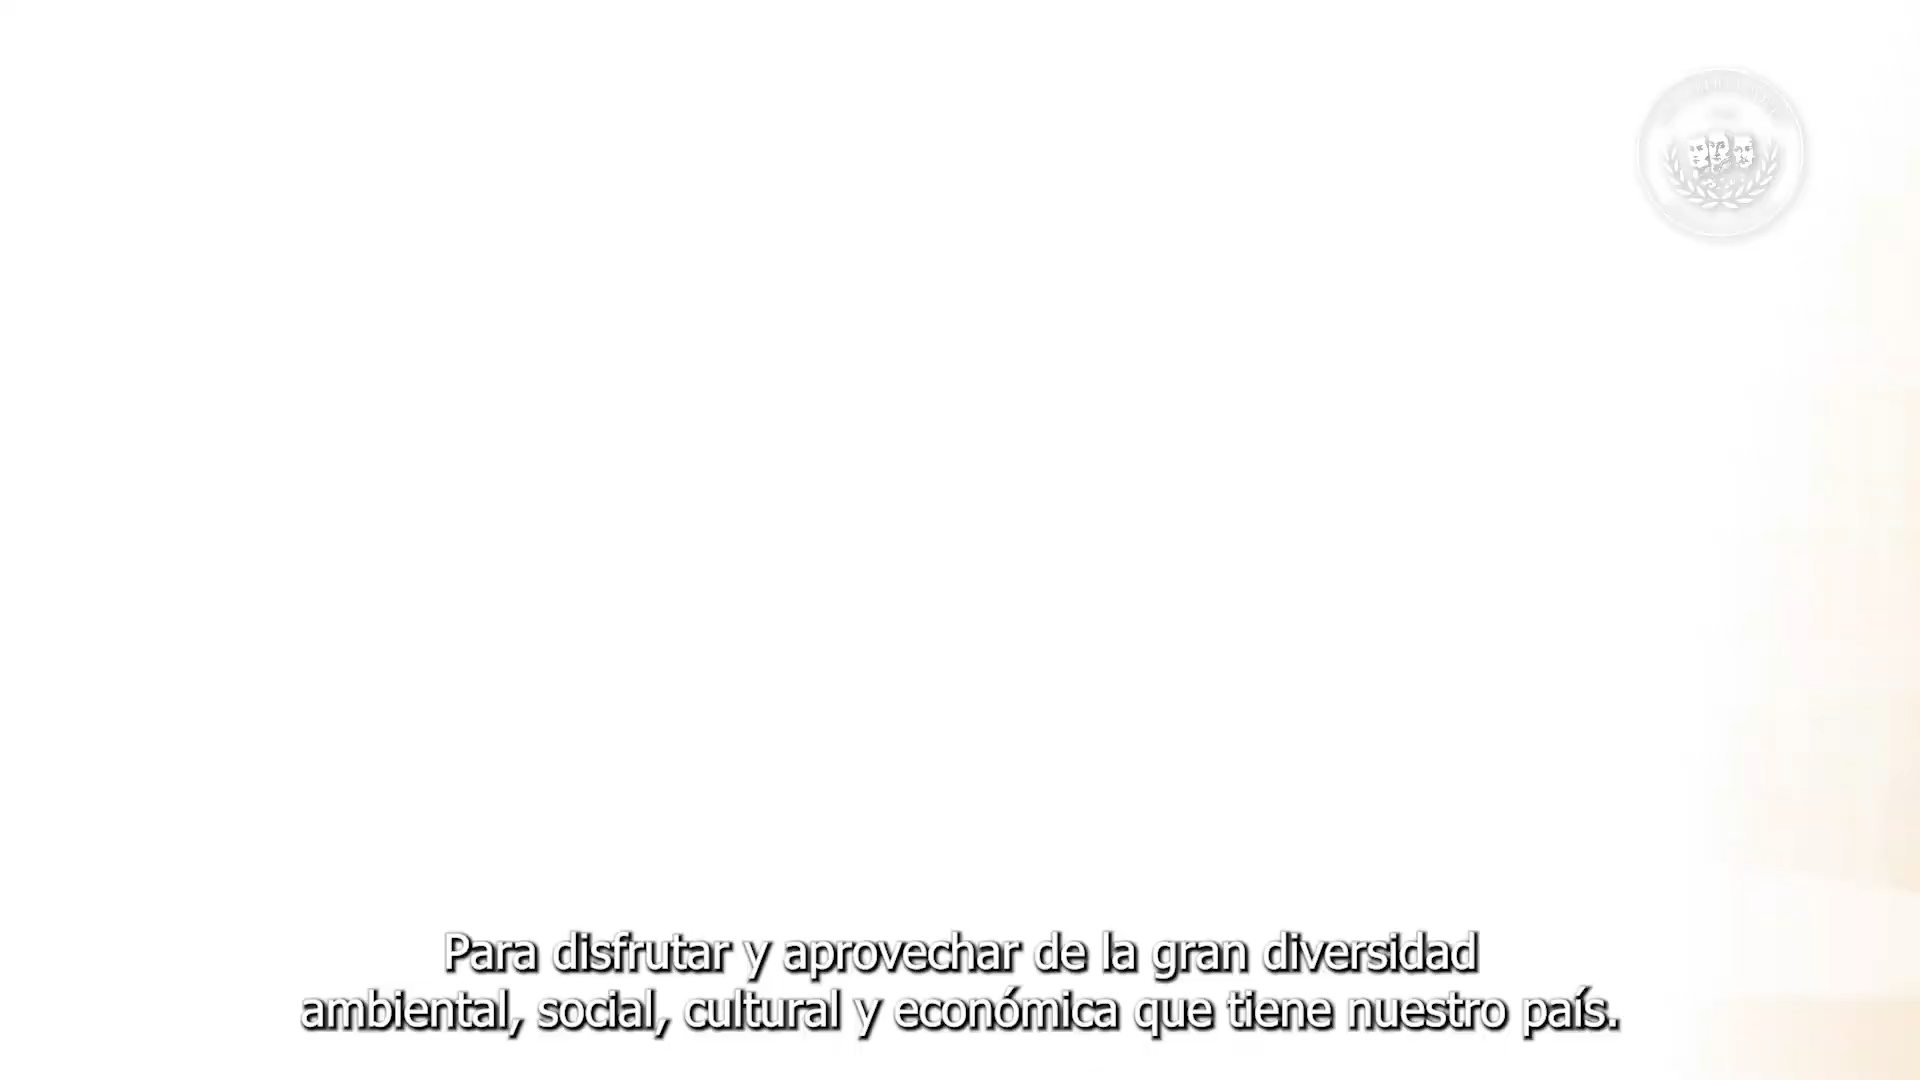 Para disfrutar y aprovechar de la gran diversidad
ambiental, social, cultural y económica que tiene nuestro país.